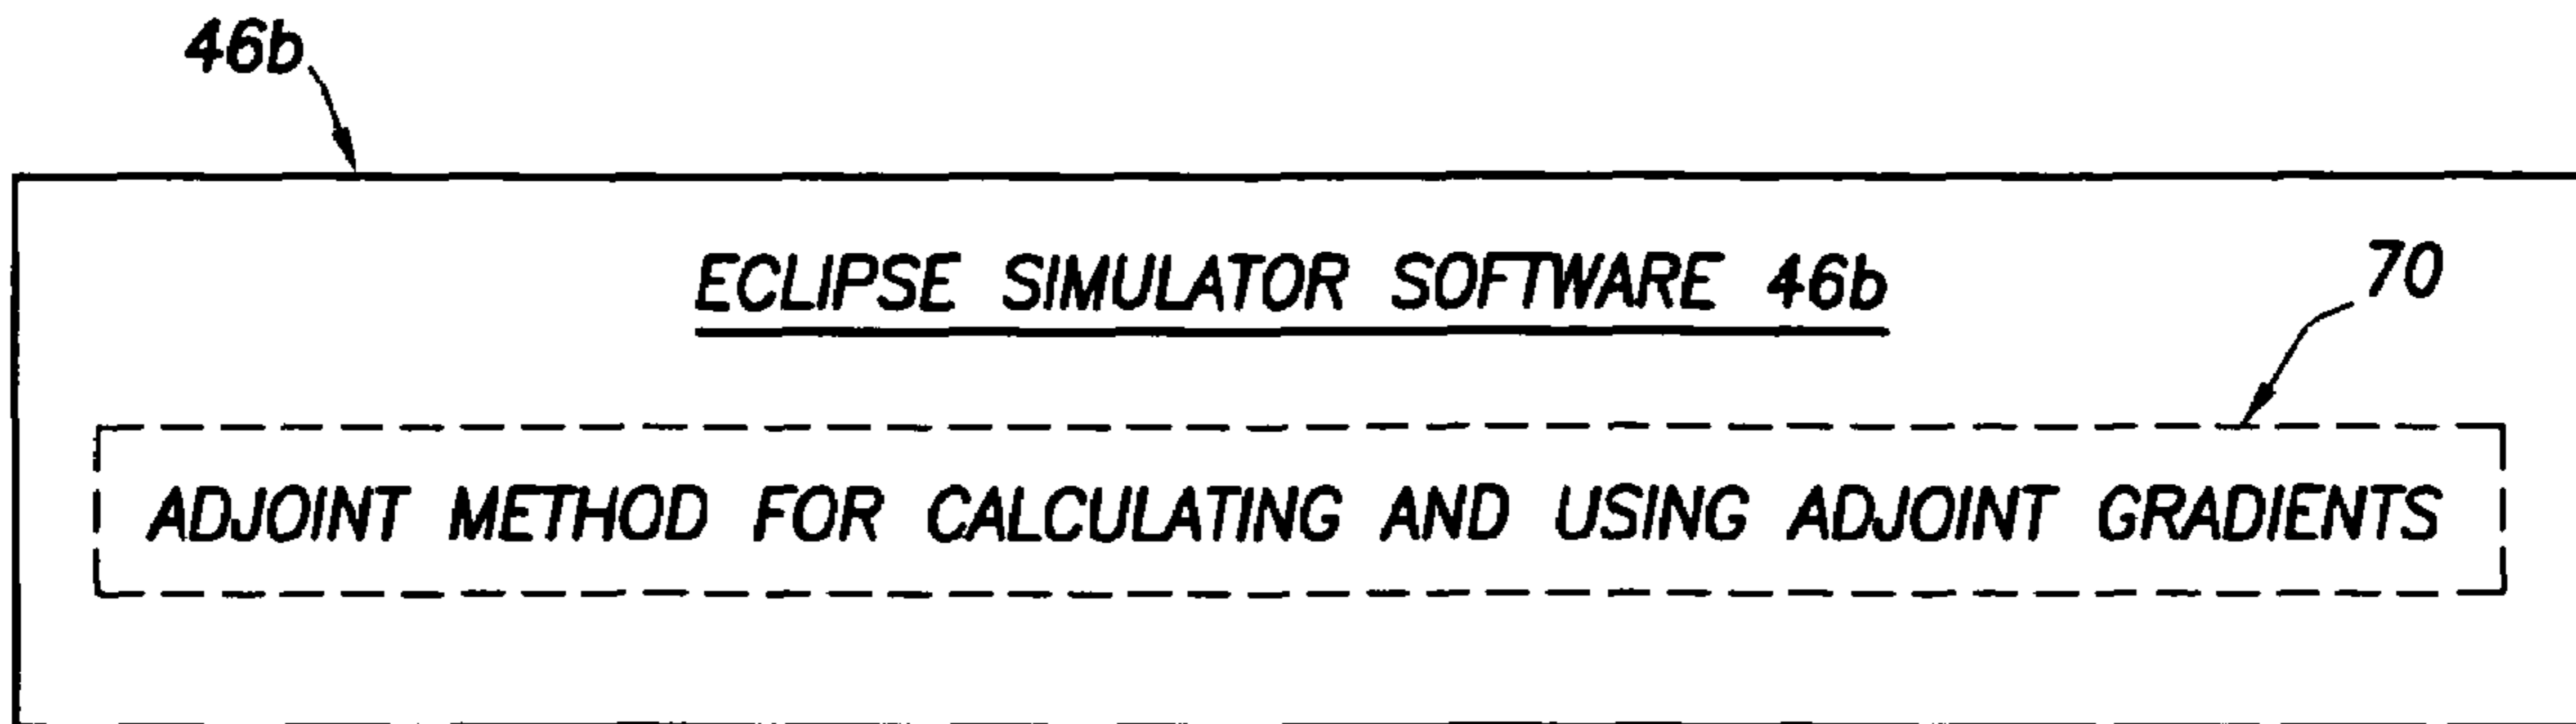 46b
ECLIPSE SIMULATOR SOFTWARE 46b
70
ADJOINT METHOD FOR CALCULATING AND USING ADJOINT GRADIENTS